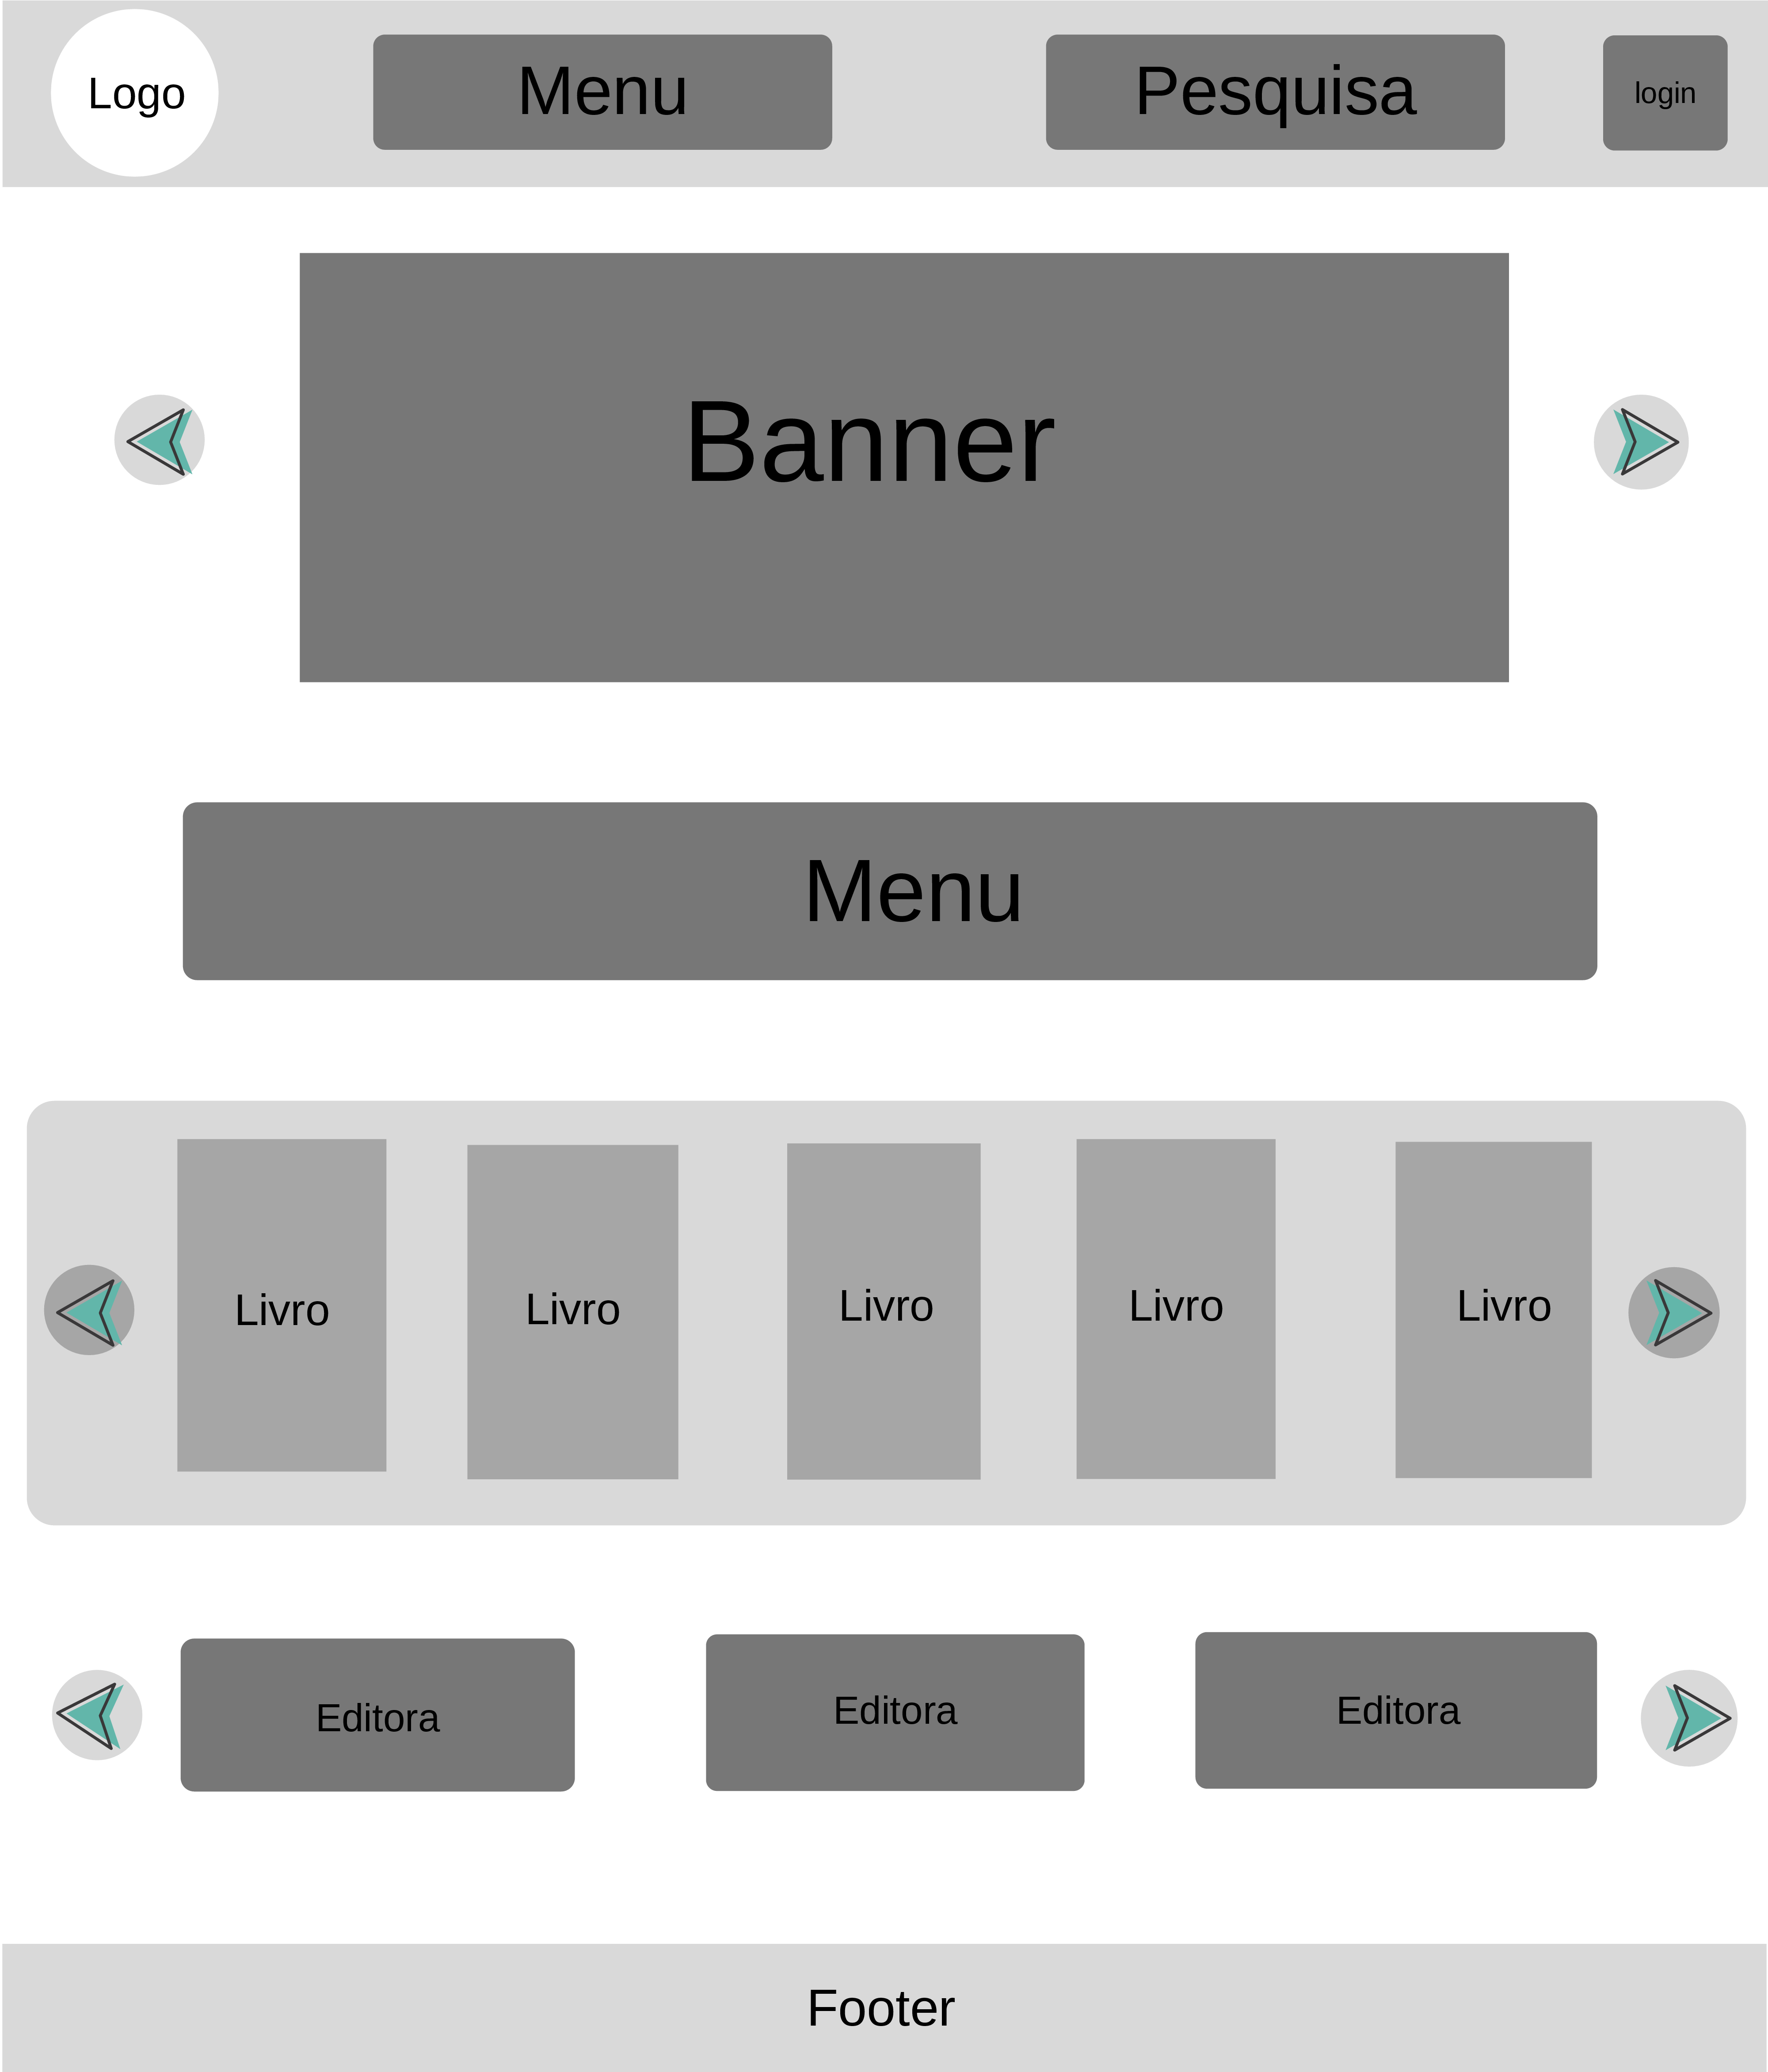 Logo
Menu
Pesquisa
login
Banner
Menu
Livro
Livro
Livro
Livro
Livro
Editora
Editora
Editora
Footer